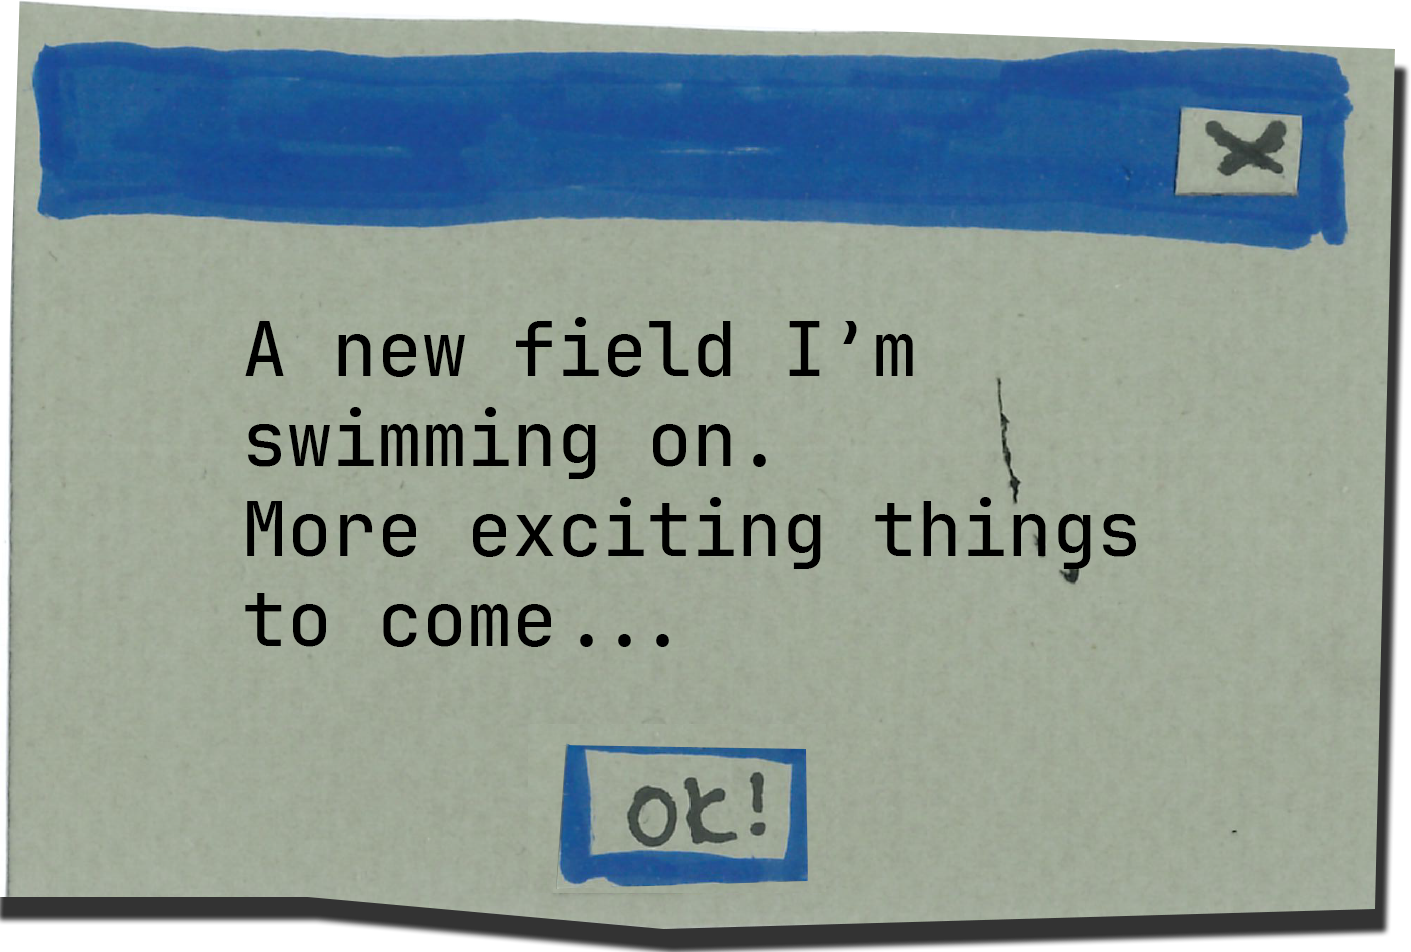 A new field I’m
swimming on.
More exciting things
to come...
ok!